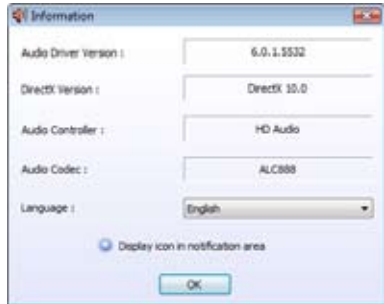 Information
Audio Driver Version : 6.0.1.5532
DirectX Version : DirectX 10.0
Audio Controller : HD Audio
Audio Codec : ALC888
Language : English
Display icon in notification area
OK